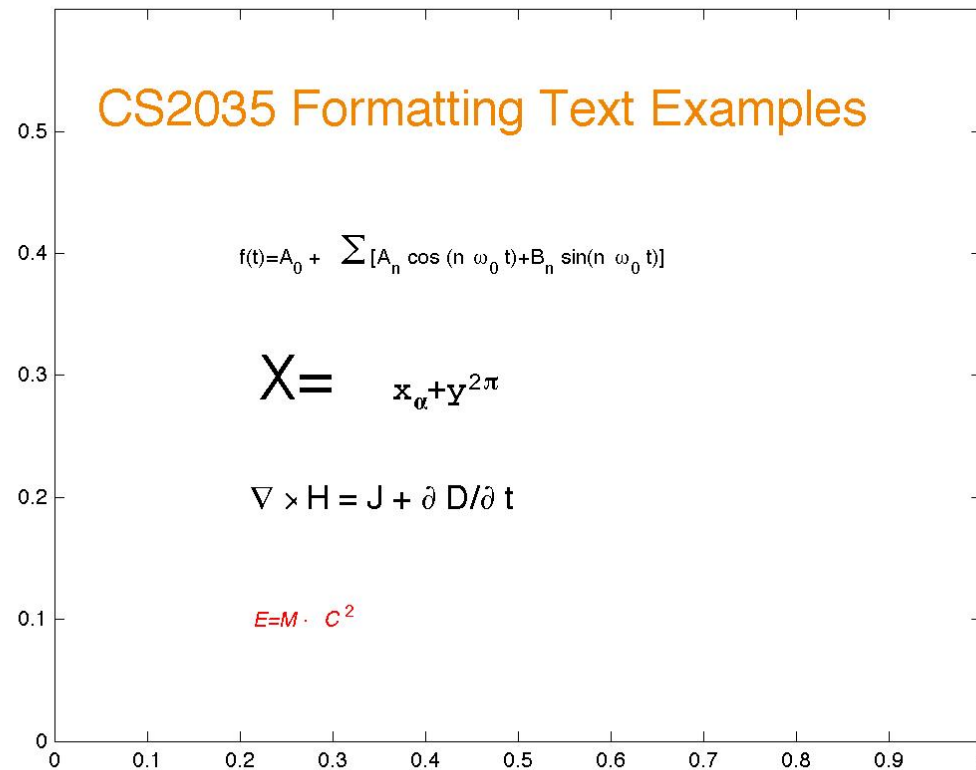 CS2035 Formatting Text Examples
0.5
0.4
f(t)=A₀ + ∑ [Aₙ cos (n ω₀ t)+Bₙ sin(n ω₀ t)]
0.3
X= x_α+y^{2π}
0.2
∇ × H = J + ∂ D/∂ t
0.1
E=M · C²
0
0 0.1 0.2 0.3 0.4 0.5 0.6 0.7 0.8 0.9